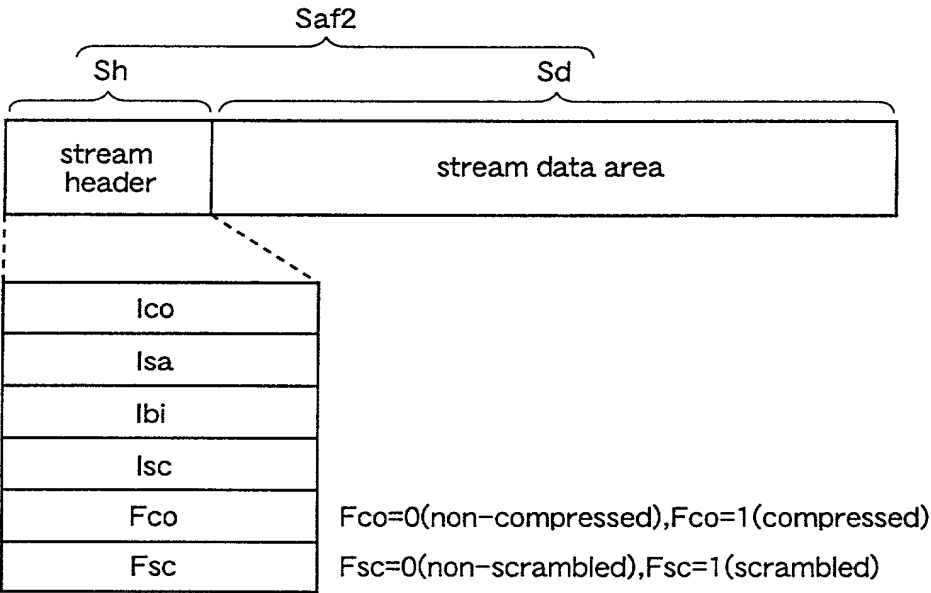 Saf2
Sh
Sd
stream
header
stream data area
Ico
Isa
Ibi
Isc
Fco
Fco=0(non-compressed),Fco=1(compressed)
Fsc
Fsc=0(non-scrambled),Fsc=1(scrambled)